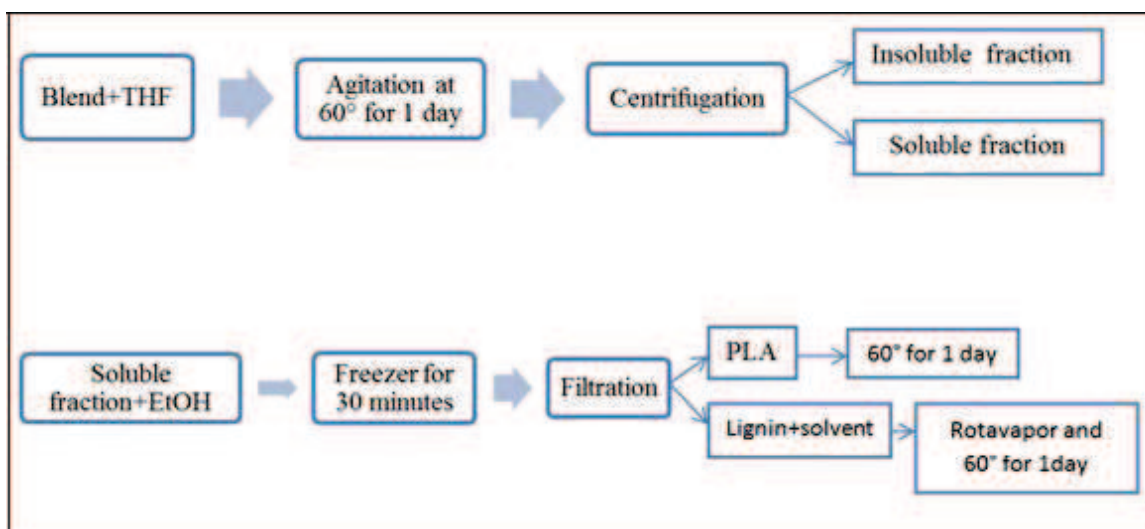 Blend+THF
Agitation at
60° for 1 day
Centrifugation
Insoluble fraction
Soluble fraction
Soluble
fraction+EtOH
Freezer for
30 minutes
Filtration
PLA
60° for 1 day
Lignin+solvent
Rotavapor and
60° for 1day